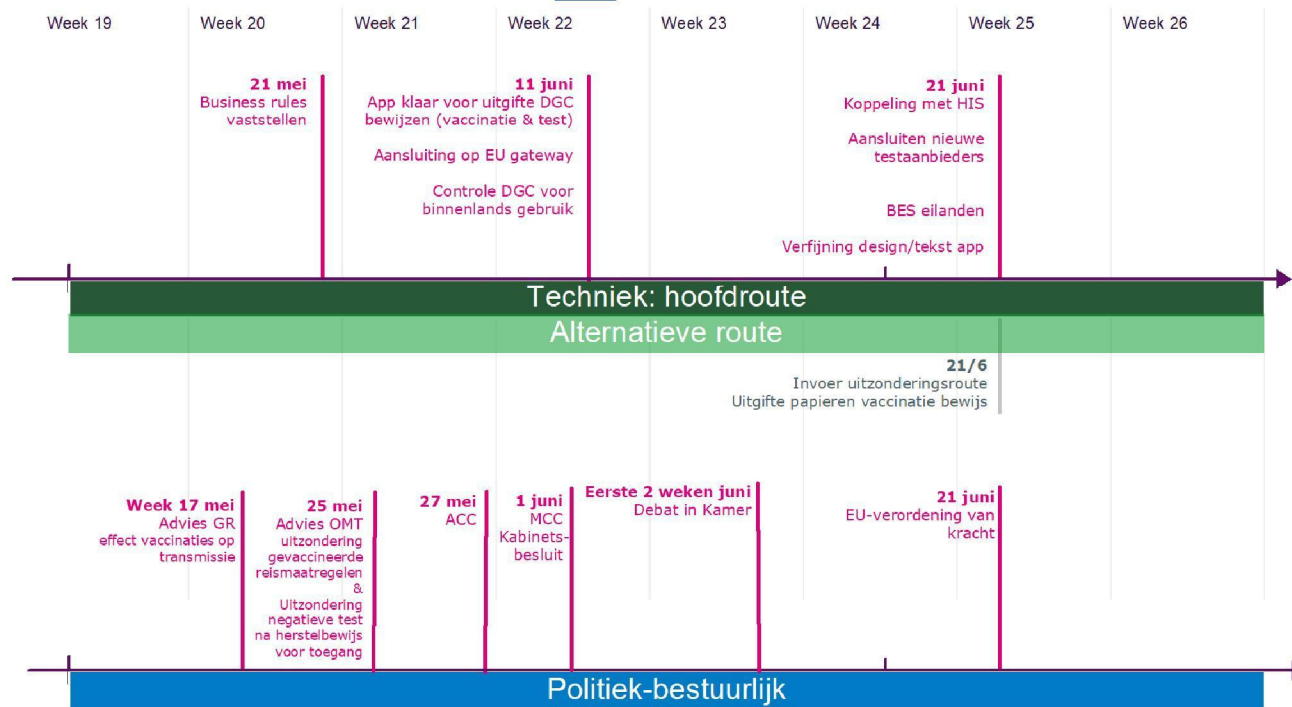 Week 19
Week 20
Week 21
Week 22
Week 23
Week 24
Week 25
Week 26
21 mei
Business rules
vaststellen
11 juni
App klaar voor uitgifte DGC
bewijzen (vaccinatie & test)
Aansluiting op EU gateway
Controle DGC voor
binnenlands gebruik
21 juni
Koppeling met HIS
Aansluiten nieuwe
testaanbieders
BES eilanden
Verfijning design/tekst app
Techniek: hoofdroute
Alternatieve route
21/6
Invoer uitzonderingsroute
Uitgifte papieren vaccinatie bewijs
Week 17 mei
Advies GR
effect vaccinaties op
transmissie
25 mei
Advies OMT
uitzondering
gevaccineerde
reismaatregelen
&
Uitzondering
negatieve test
na herstelbewijs
voor toegang
27 mei
ACC
1 juni
MCC
Kabinets-
besluit
Eerste 2 weken juni
Debat in Kamer
21 juni
EU-verordening van
kracht
Politiek-bestuurlijk